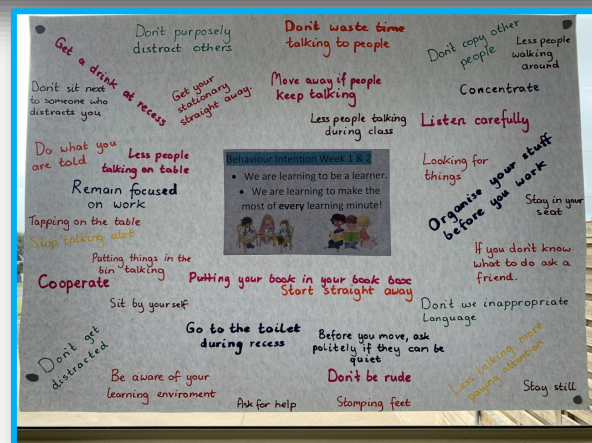 Don't purposely
distract others
Don't waste time
talking to people
Don't copy other
people
Less people
walking
around
Get a drink at recess
Don't sit next
to someone who
distracts you
Get your
stationary
straight away.
Move away if people
keep talking
Concentrate
Less people talking
during class
Listen carefully
Do what you
are told
Less people
talking on table
Behaviour Intention Week 1 & 2
• We are learning to be a learner.
• We are learning to make the
most of every learning minute!
Looking for
things
Organise your stuff
before you work
Remain focused
on work
Stay in your
seat
Tapping on the table
Stop talking alot
Putting things in the
bin talking
If you don't know
what to do ask a
friend.
Cooperate
Putting your book in your book box
Start straight away
Sit by yourself
Don't use inappropriate
Language
Don't get
distracted
Go to the toilet
during recess
Before you move, ask
politely if they can be
quiet
Less talking, more
paying attention
Be aware of your
learning enviroment
Don't be rude
Stay still
Ask for help
Stomping feet